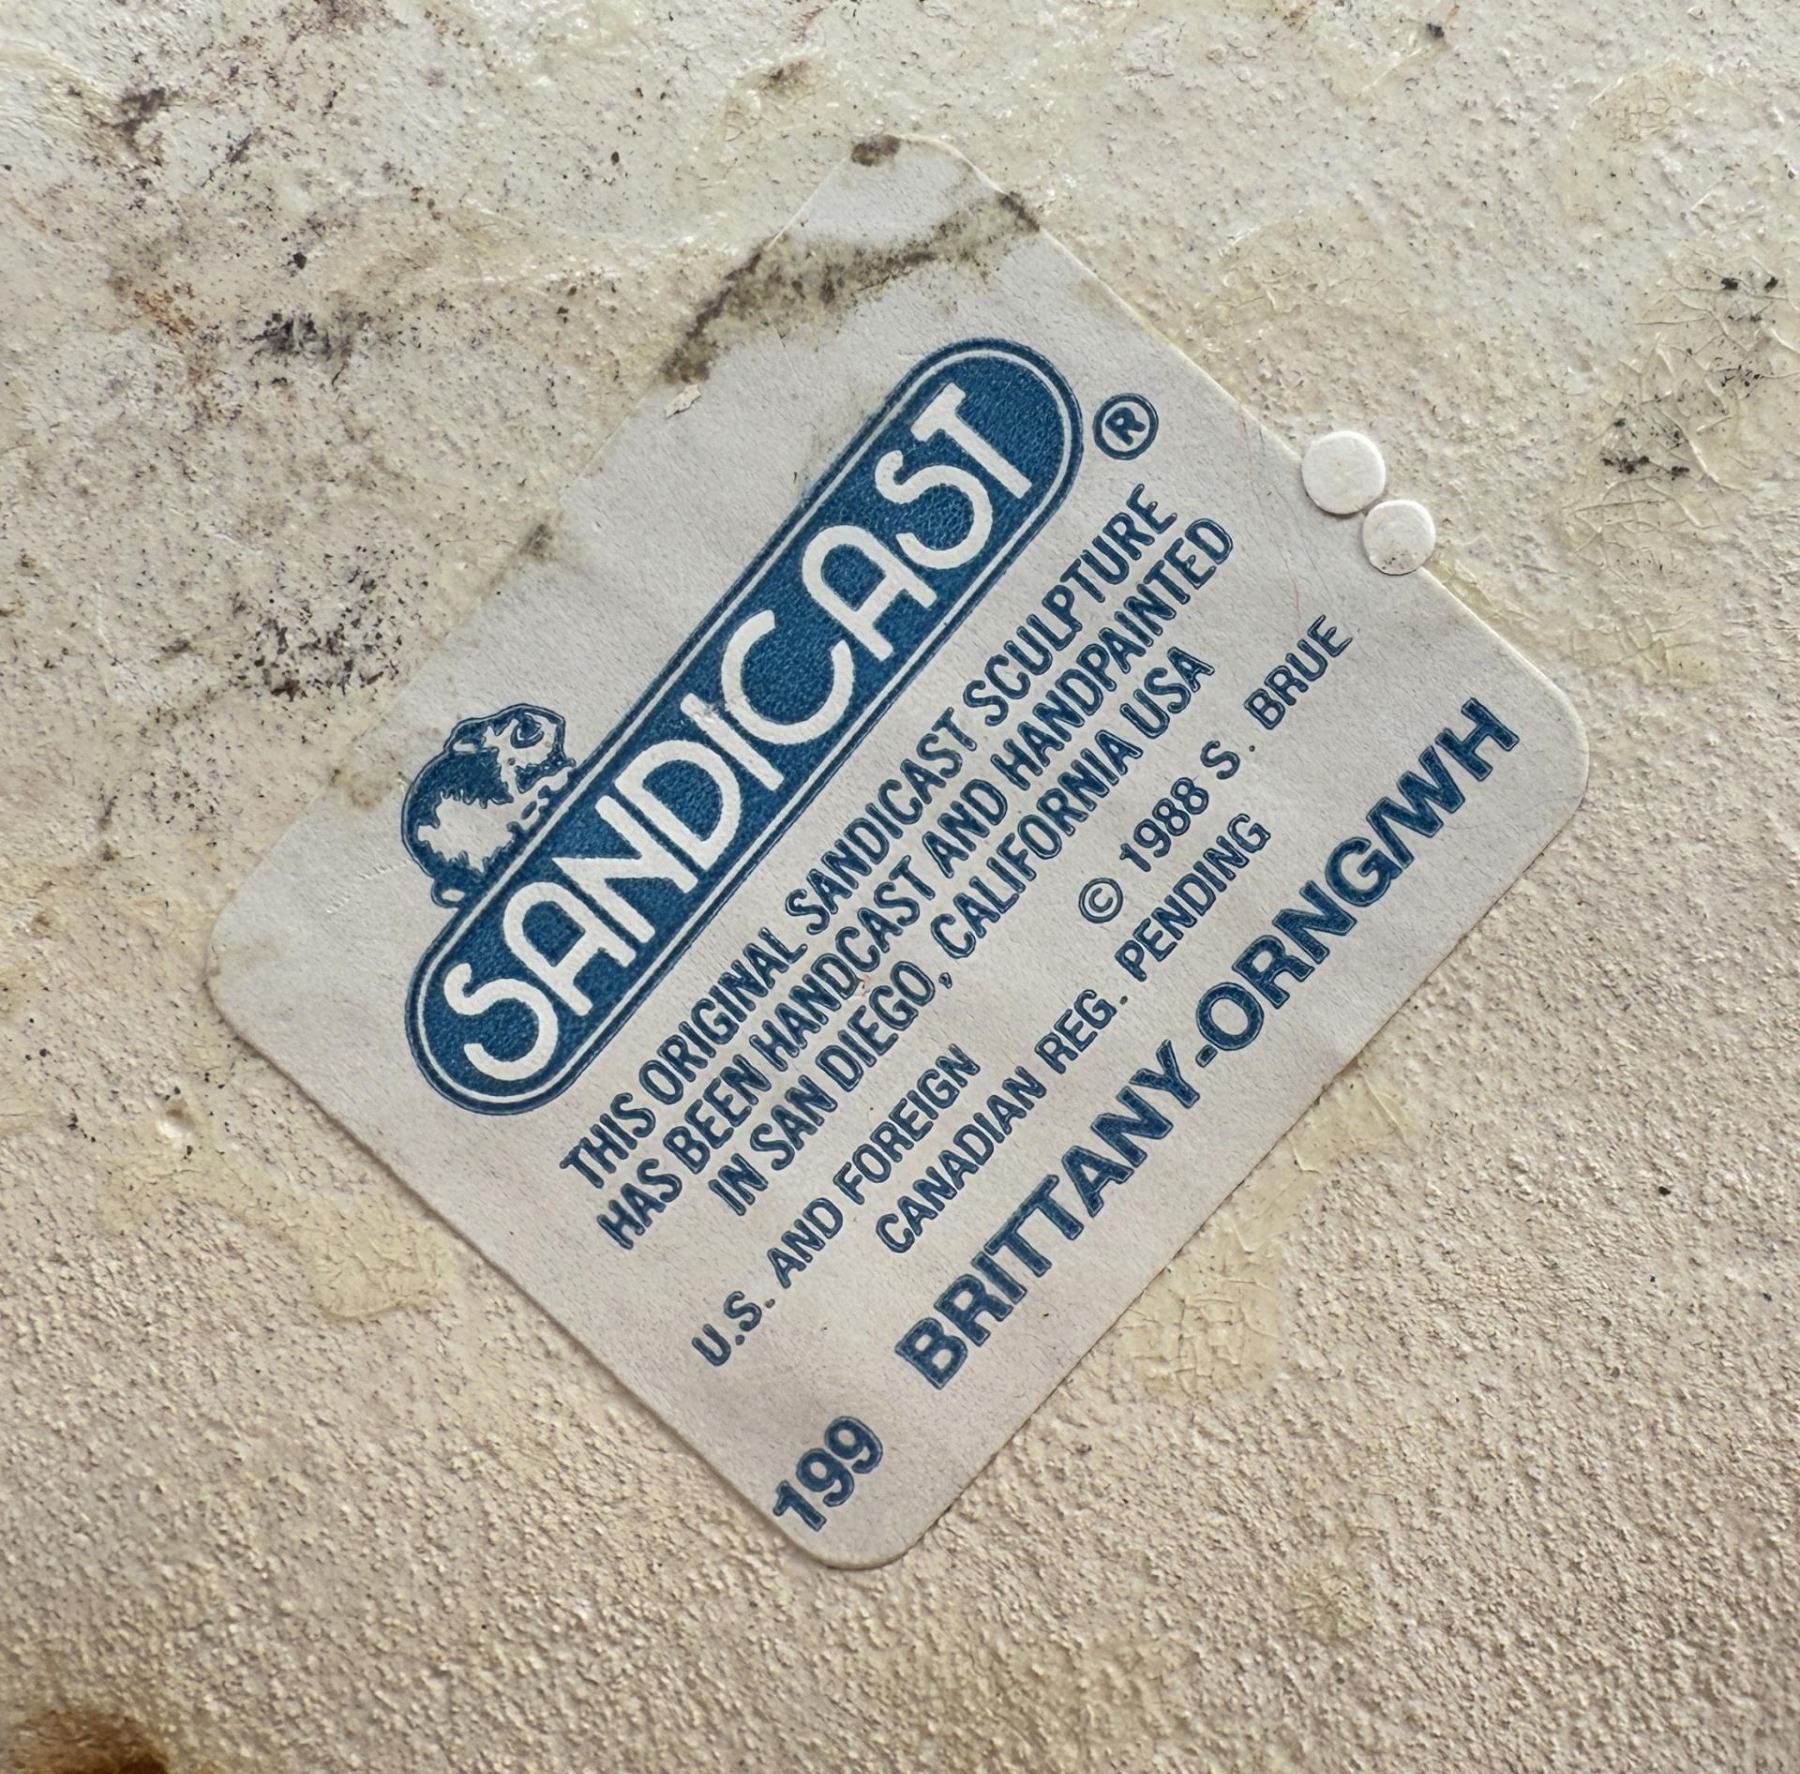 SANDICAST ®
THIS ORIGINAL SANDICAST SCULPTURE
HAS BEEN HANDCAST AND HANDPAINTED
IN SAN DIEGO, CALIFORNIA USA
U.S. AND FOREIGN © 1988 S. BRUE
CANADIAN REG. PENDING
BRITTANY-ORNG/WH
199